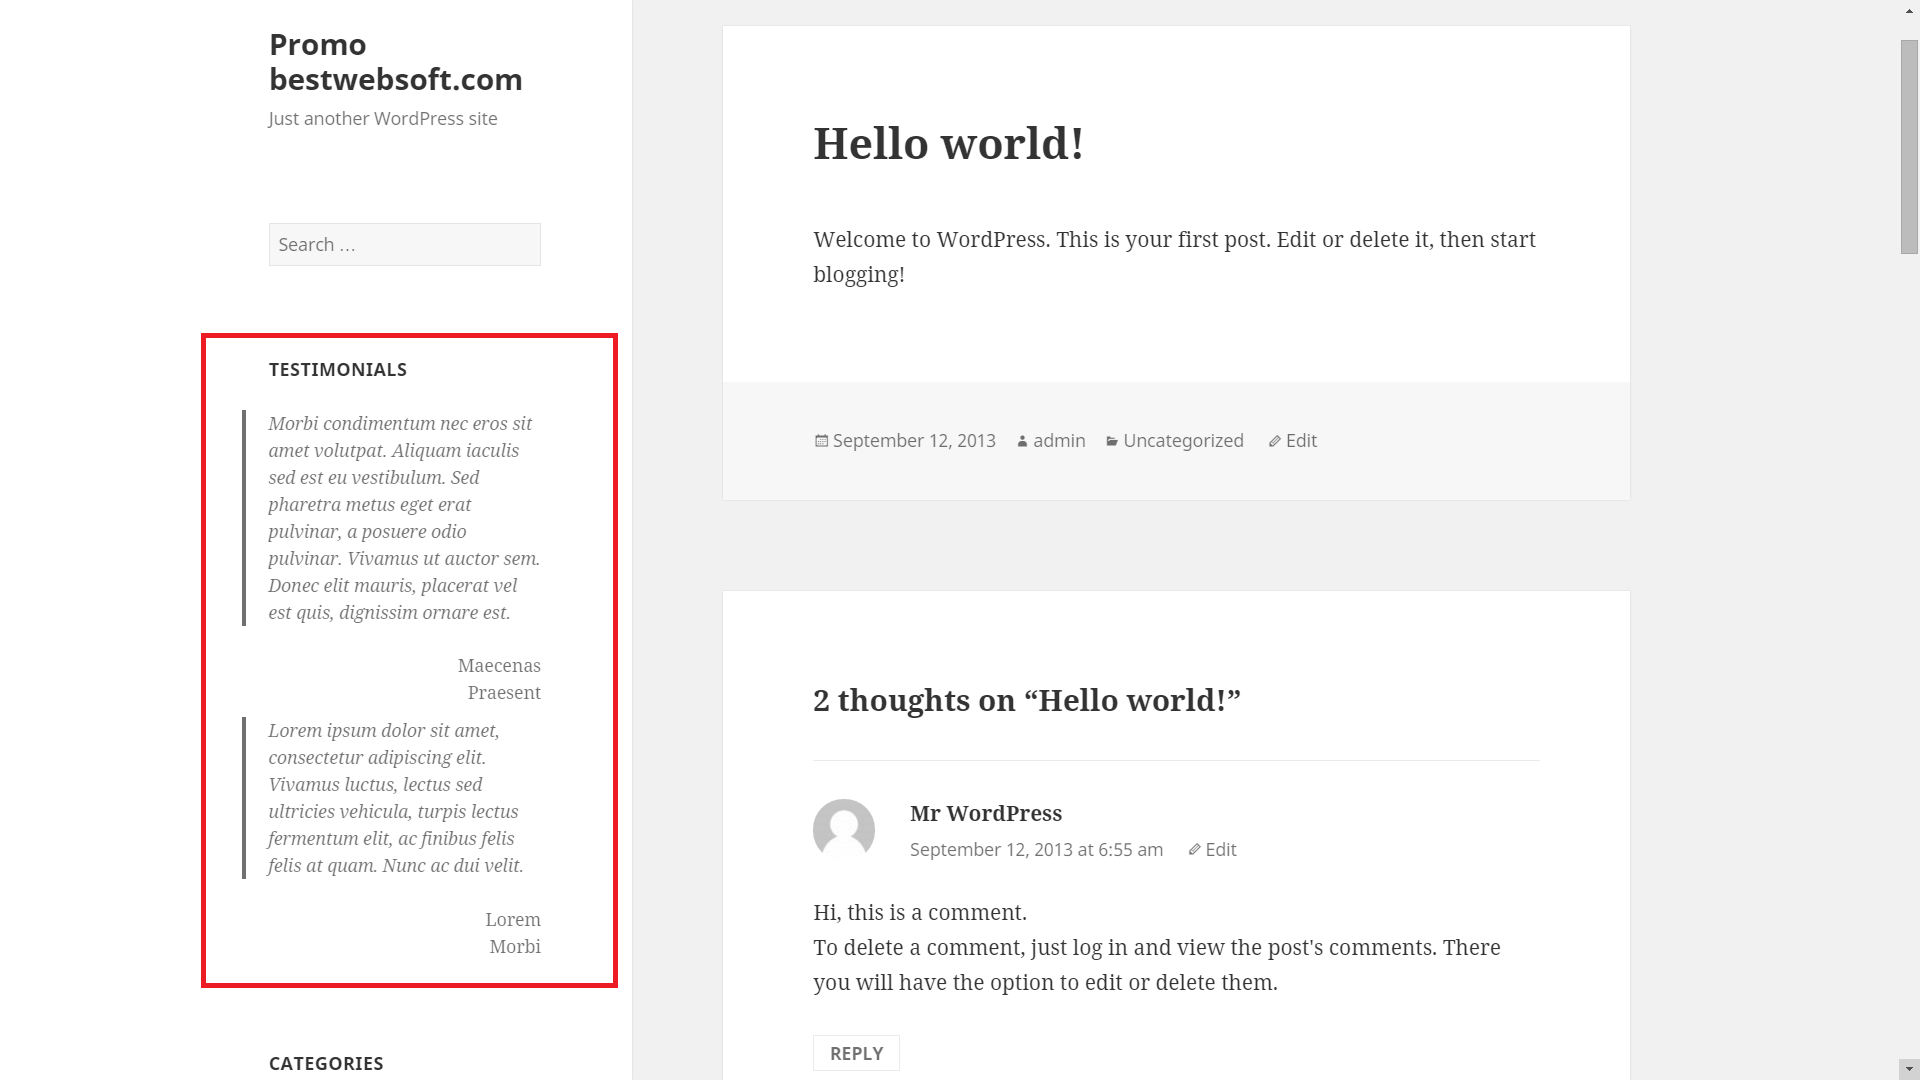 Promo
bestwebsoft.com
Just another WordPress site
Search …
TESTIMONIALS
Morbi condimentum nec eros sit
amet volutpat. Aliquam iaculis
sed est eu vestibulum. Sed
pharetra metus eget erat
pulvinar, a posuere odio
pulvinar. Vivamus ut auctor sem.
Donec elit mauris, placerat vel
est quis, dignissim ornare est.
Maecenas
Praesent
Lorem ipsum dolor sit amet,
consectetur adipiscing elit.
Vivamus luctus, lectus sed
ultricies vehicula, turpis lectus
fermentum elit, ac finibus felis
felis at quam. Nunc ac dui velit.
Lorem
Morbi
CATEGORIES
Hello world!
Welcome to WordPress. This is your first post. Edit or delete it, then start
blogging!
September 12, 2013 admin Uncategorized Edit
2 thoughts on “Hello world!”
Mr WordPress
September 12, 2013 at 6:55 am Edit
Hi, this is a comment.
To delete a comment, just log in and view the post's comments. There
you will have the option to edit or delete them.
REPLY